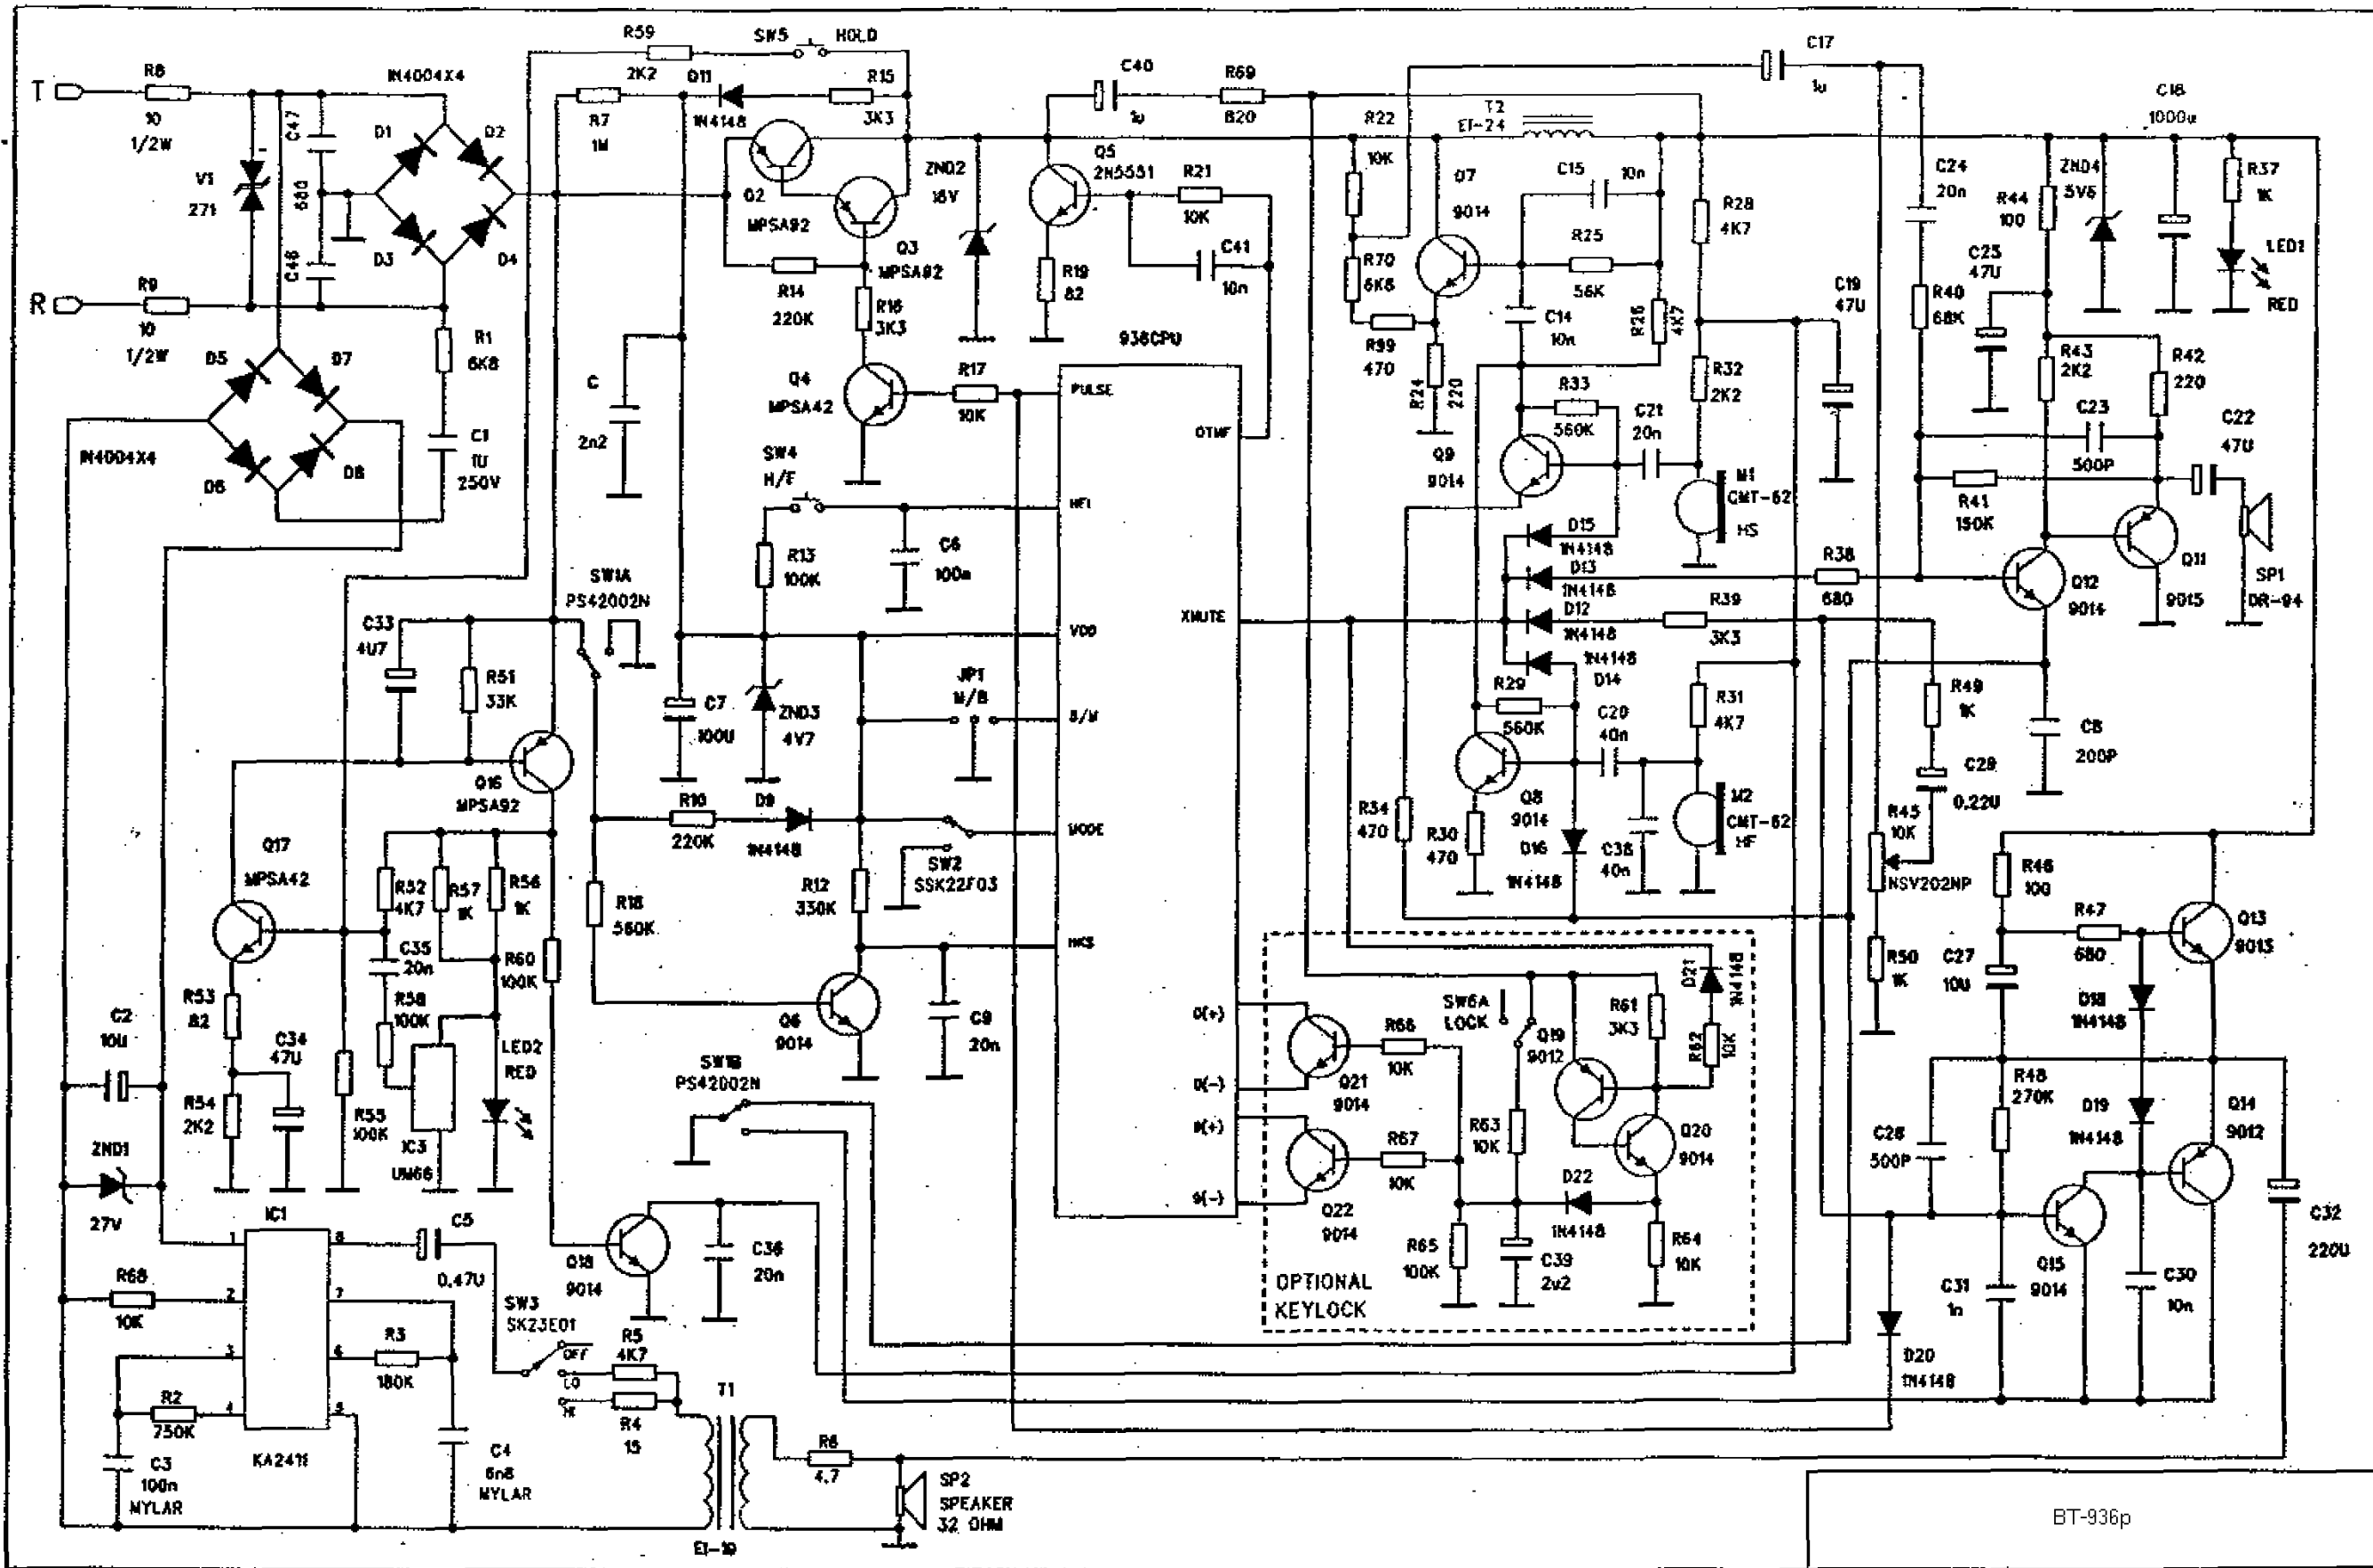 R59
2K2
SW5
HOLD
C17
1u
R8
10
1/2W
IN4004X4
D11
1N4148
R15
3K3
C40
1u
R69
820
R22
10K
T2
ET-24
C18
1000u
T
C47
680
D1
D2
R7
1M
V1
271
Q2
MPSA92
ZND2
16V
Q5
2N5551
R21
10K
Q7
9014
C15
10n
R28
4K7
C24
20n
R44
100
ZND4
5V6
R37
1K
LED1
RED
C46
D3
D4
Q3
MPSA92
R14
220K
R16
3K3
R19
82
C41
10n
R70
6K8
R25
56K
R26
4K7
C19
47U
C25
47U
R40
68K
R
R9
10
1/2W
R1
6K8
D5
D7
D6
D8
IN4004X4
C1
1U
250V
C
2n2
Q4
MPSA42
R17
10K
936CPU
PULSE
DTMF
HFI
XMUTE
VDD
B/M
MODE
HKS
0(+)
0(-)
R(+)
S(-)
C14
10n
R99
470
R24
220
R33
560K
C21
20n
R32
2K2
R43
2K2
R42
220
C23
500P
C22
47U
SW4
H/F
Q9
9014
M1
CMT-62
HS
R41
150K
R13
100K
C6
100n
D15
1N4148
D13
1N4148
D12
1N4148
1N4148
D14
R38
680
R39
3K3
Q12
9014
Q11
9015
SP1
DR-94
SW1A
PS42002N
C33
4U7
R51
33K
C7
100U
ZND3
4V7
JP1
M/B
R29
560K
C20
40n
R31
4K7
R49
1K
C8
200P
Q16
MPSA92
R10
220K
D9
1N4148
SW2
SSK22F03
R34
470
R30
470
Q8
9014
D16
1N4148
C38
40n
M2
CMT-62
HF
C29
0.22U
R45
10K
NSV202NP
R46
100
Q17
MPSA42
R52
4K7
R57
1K
R56
1K
R18
560K
R12
330K
R47
680
Q13
9013
C35
20n
R60
100K
R53
82
R58
100K
Q6
9014
C9
20n
SW6A
LOCK
Q19
9012
R61
3K3
D21
1N4148
R62
10K
R50
1K
C27
10U
D18
1N4148
C2
10U
C34
47U
LED2
RED
SW1B
PS42002N
Q21
9014
R66
10K
R54
2K2
R55
100K
IC3
UM66
Q22
9014
R67
10K
R63
10K
Q20
9014
D22
1N4148
R48
270K
D19
1N4148
Q14
9012
C26
500P
ZND1
27V
IC1
1
2
3
4
8
7
6
5
KA2411
C5
0.47U
Q18
9014
C36
20n
R65
100K
C39
2v2
R64
10K
OPTIONAL
KEYLOCK
C31
1n
Q15
9014
C30
10n
C32
220U
R68
10K
R3
180K
R2
750K
C3
100n
MYLAR
C4
6n8
MYLAR
SW3
SK23E01
OFF
LO
HI
R5
4K7
R4
15
T1
EI-19
R6
4.7
SP2
SPEAKER
32 OHM
D20
1N4148
BT-936p